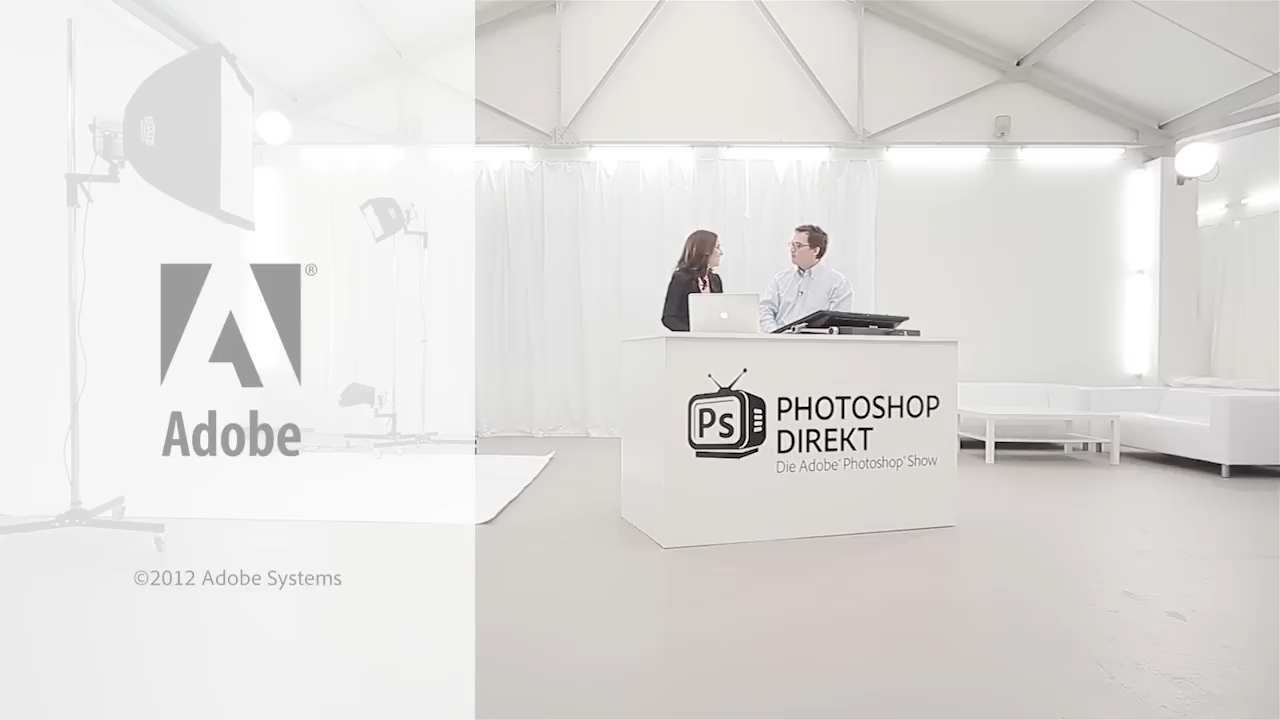 ®
Adobe
©2012 Adobe Systems
Ps
PHOTOSHOP
DIREKT
Die Adobe® Photoshop® Show